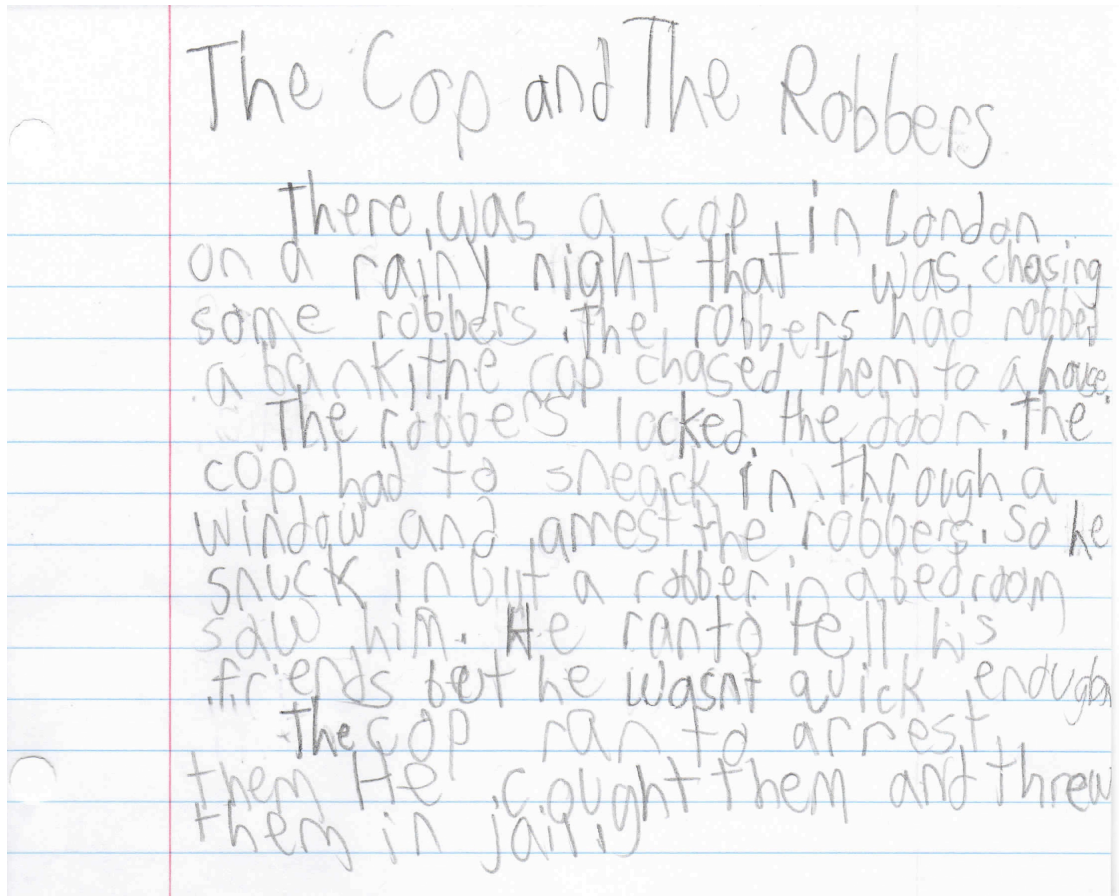 The Cop and The Robbers
There was a cop in London
on a rainy night that was chasing
some robbers. The robbers had robbed
a bank, the cop chased them to a house.
The robbers locked the door. The
cop had to sneack in through a
window and arrest the robbers. So he
snuck in but a robber in a bedroom
saw him. He ran to tell his
friends but he wasnt quick enough
The cop ran to arrest
them He cought them and threw
them in jail.